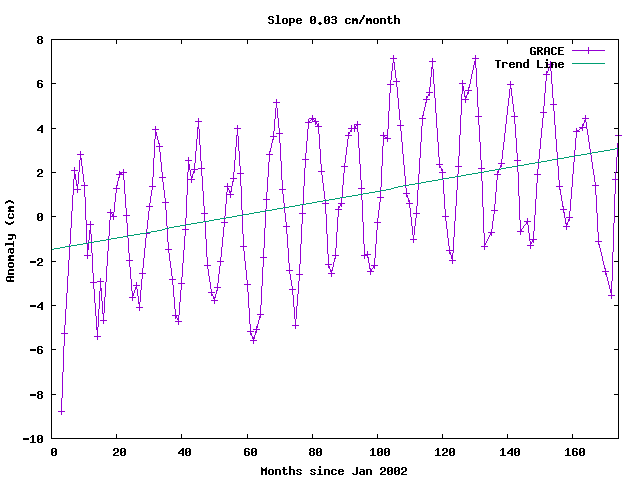 Slope 0.03 cm/month
8
6
4
2
0
-2
-4
-6
-8
-10
Anomaly (cm)
GRACE
Trend Line
0 20 40 60 80 100 120 140 160
Months since Jan 2002